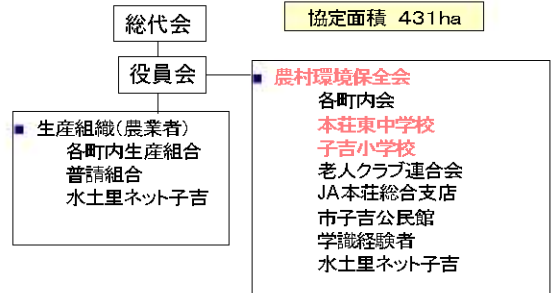 総代会
協定面積 431ha
役員会
■ 農村環境保全会
各町内会
本荘東中学校
子吉小学校
老人クラブ連合会
JA本荘総合支店
市子吉公民館
学識経験者
水土里ネット子吉
■ 生産組織(農業者)
各町内生産組合
普請組合
水土里ネット子吉